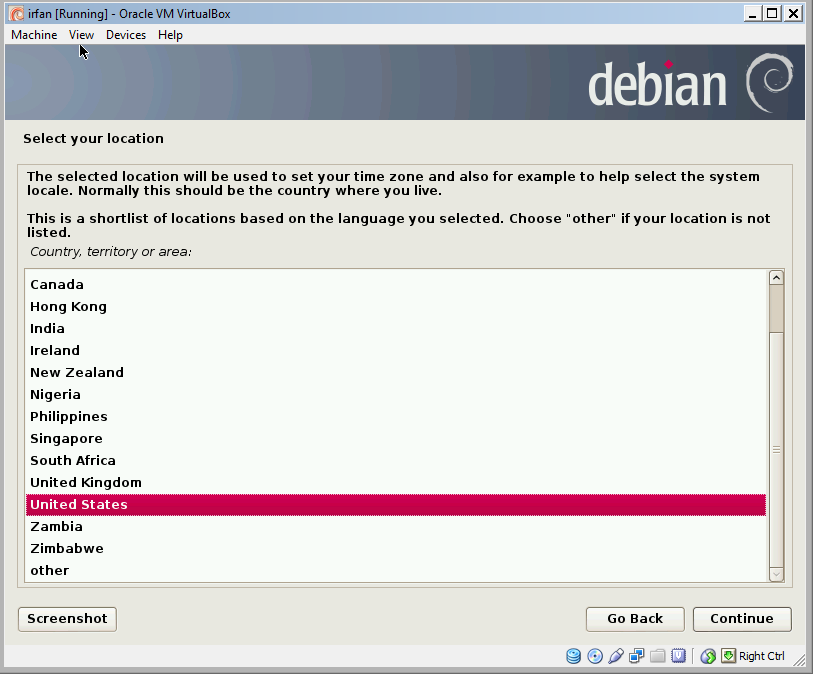 irfan [Running] - Oracle VM VirtualBox
Machine View Devices Help
debian
Select your location
The selected location will be used to set your time zone and also for example to help select the system
locale. Normally this should be the country where you live.
This is a shortlist of locations based on the language you selected. Choose "other" if your location is not
listed.
Country, territory or area:
Canada
Hong Kong
India
Ireland
New Zealand
Nigeria
Philippines
Singapore
South Africa
United Kingdom
United States
Zambia
Zimbabwe
other
Screenshot Go Back Continue
Right Ctrl